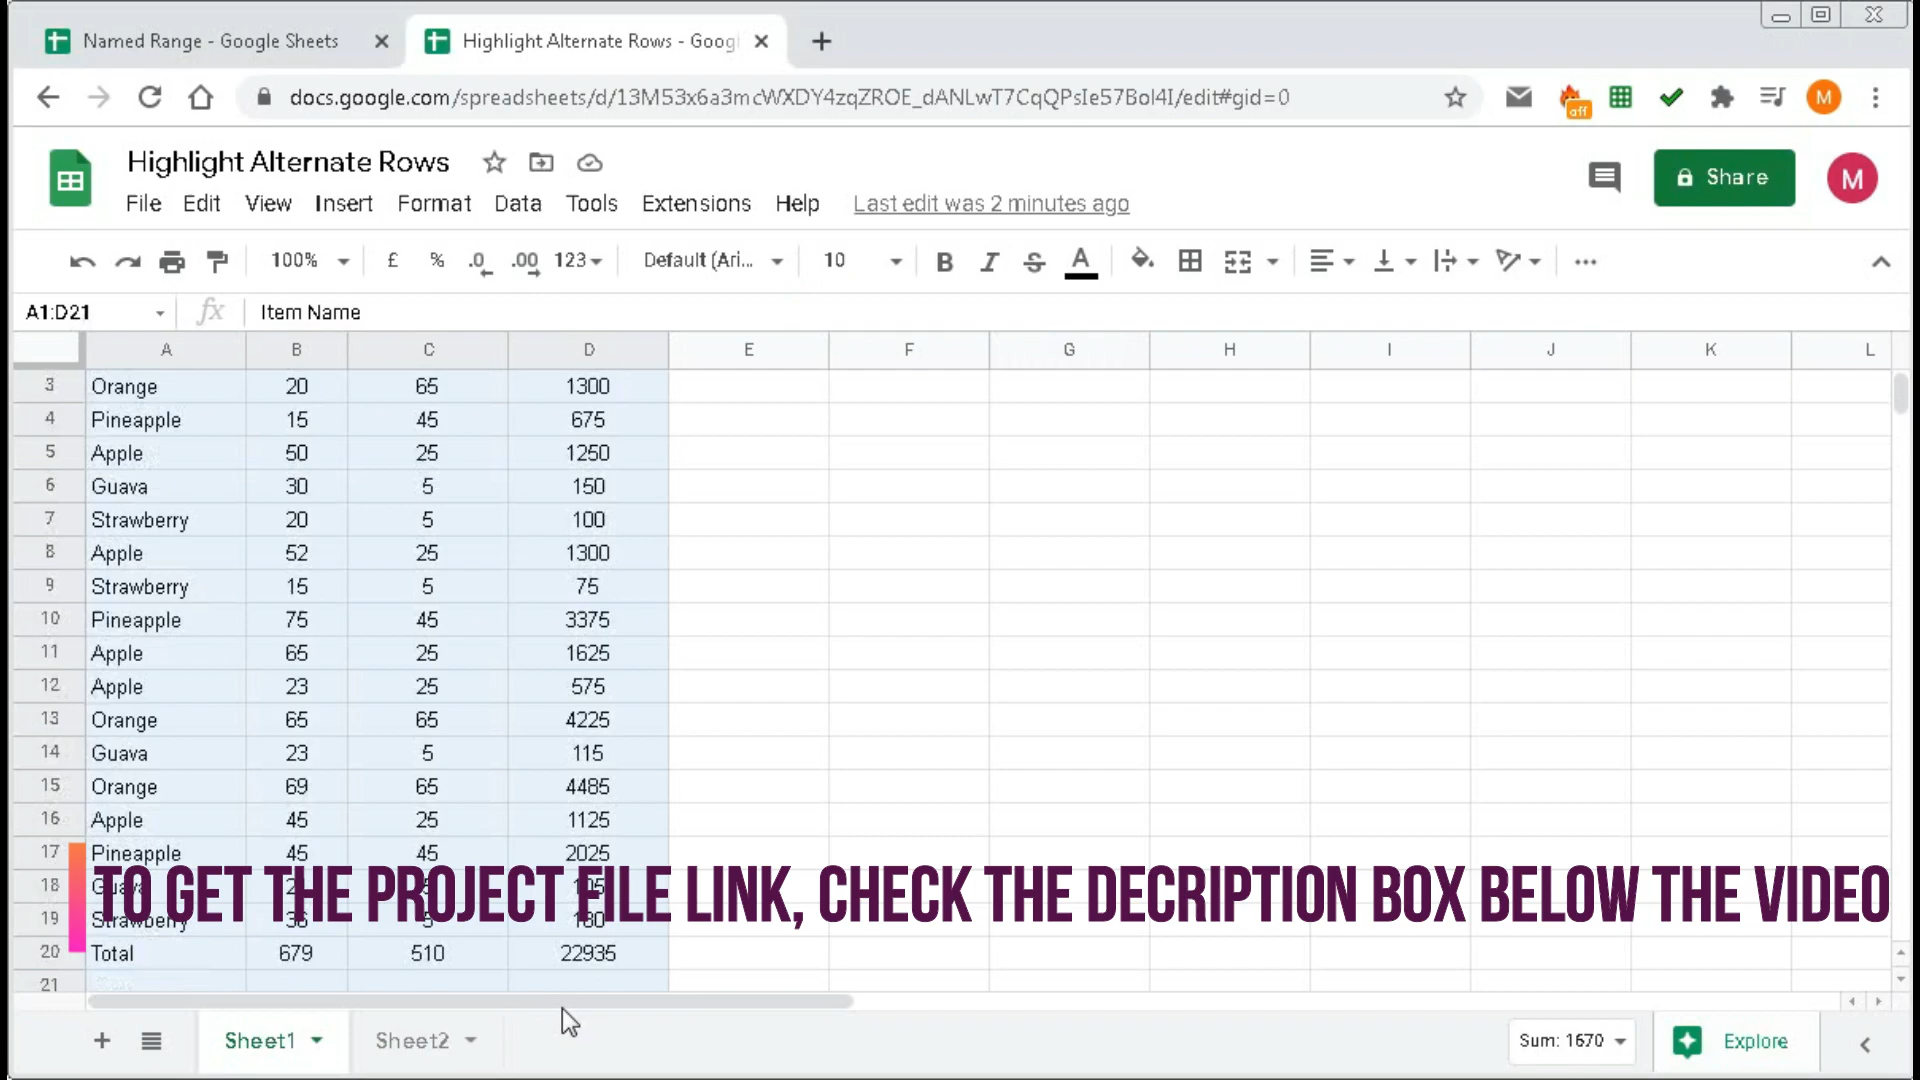 Named Range - Google Sheets
Highlight Alternate Rows - Goog
docs.google.com/spreadsheets/d/13M53x6a3mcWXDY4zqZROE_dANLwT7CqQPsIe57Bol4I/edit#gid=0
off
M
Highlight Alternate Rows
Share
M
File Edit View Insert Format Data Tools Extensions Help Last edit was 2 minutes ago
100% £ % .0 .00 123 Default (Ari... 10 B I S A
A1:D21 fx Item Name
A B C D E F G H I J K L
3 Orange 20 65 1300
4 Pineapple 15 45 675
5 Apple 50 25 1250
6 Guava 30 5 150
7 Strawberry 20 5 100
8 Apple 52 25 1300
9 Strawberry 15 5 75
10 Pineapple 75 45 3375
11 Apple 65 25 1625
12 Apple 23 25 575
13 Orange 65 65 4225
14 Guava 23 5 115
15 Orange 69 65 4485
16 Apple 45 25 1125
17 Pineapple 45 45 2025
18
TO GET THE PROJECT FILE LINK, CHECK THE DECRIPTION BOX BELOW THE VIDEO
19 Strawberry 36 5 180
20 Total 679 510 22935
21
Sheet1 Sheet2 Sum: 1670 Explore